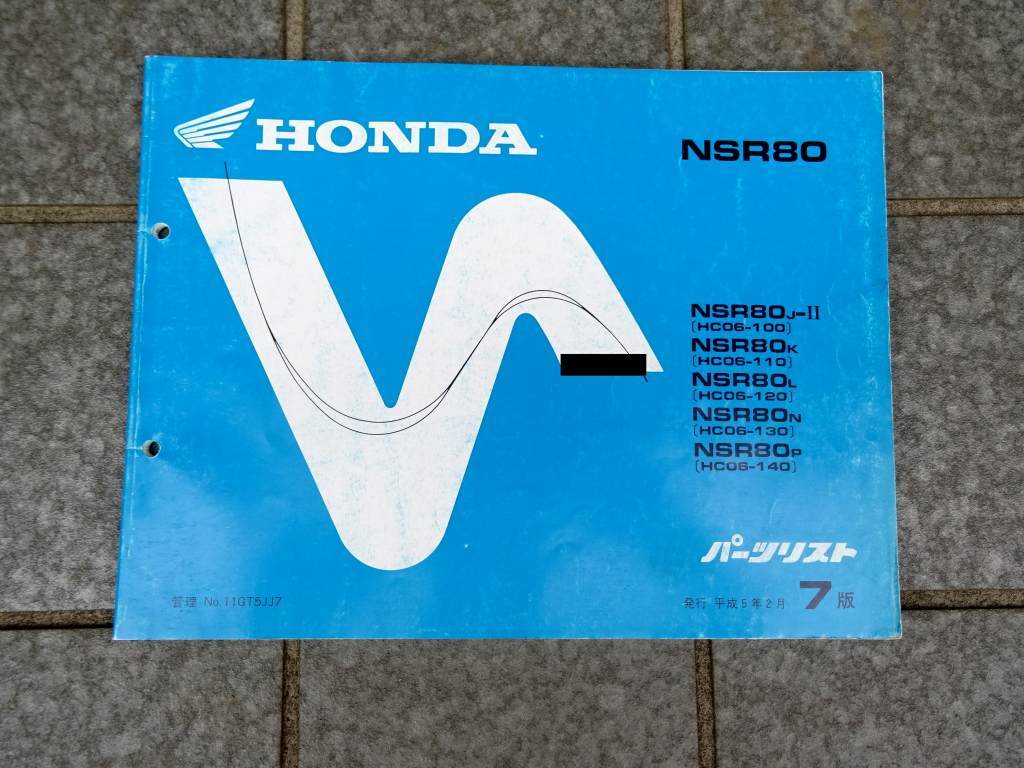 HONDA
NSR80
NSR80J-II
(HC06-100)
NSR80K
(HC06-110)
NSR80L
(HC06-120)
NSR80N
(HC06-130)
NSR80P
(HC06-140)
パーツリスト
管理 No.11GT5JJ7
発行 平成5年2月 7版